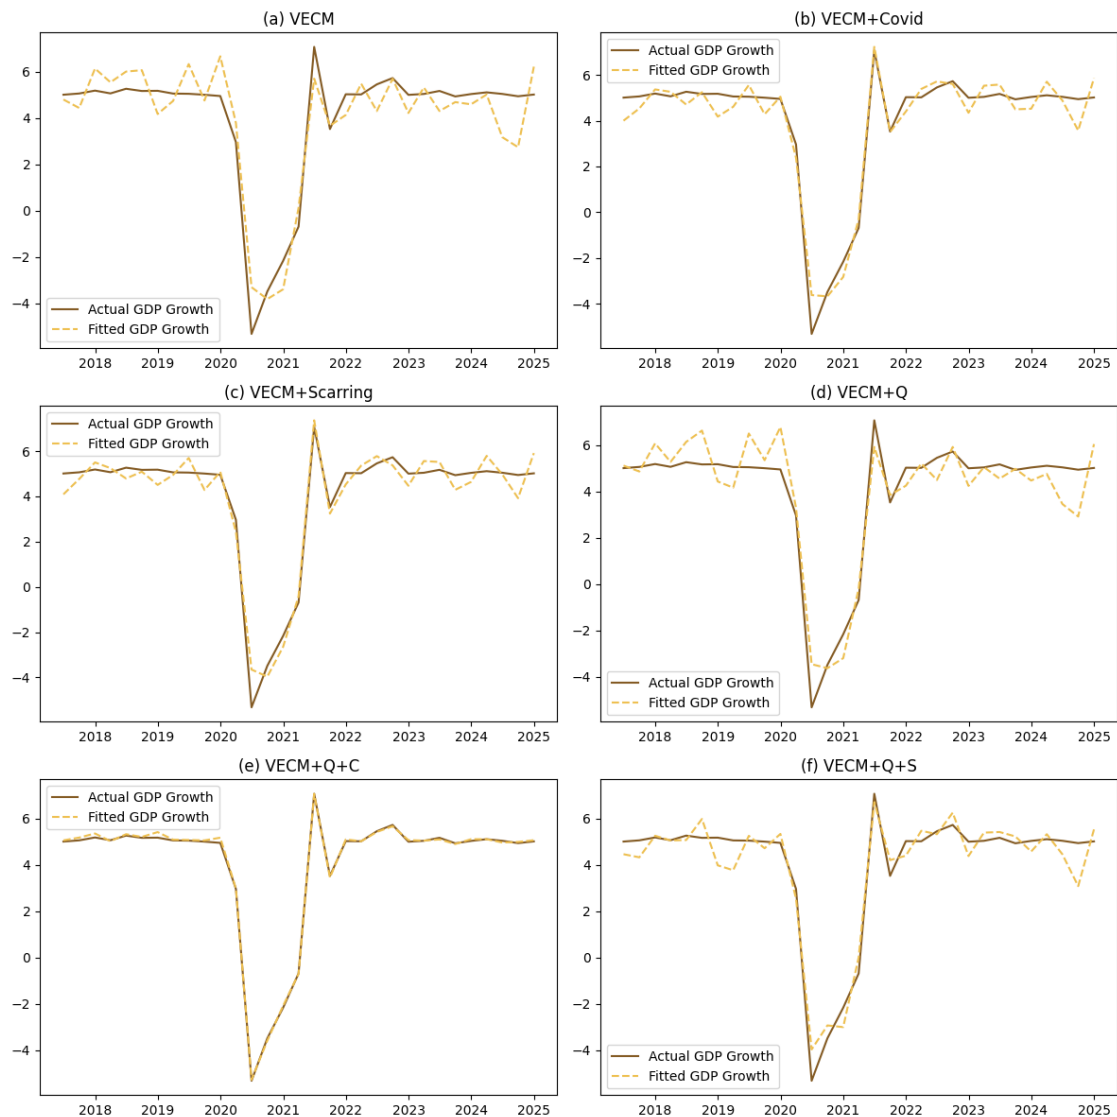 (a) VECM
6
4
2
0
−2
−4
Actual GDP Growth
Fitted GDP Growth
2018 2019 2020 2021 2022 2023 2024 2025
(b) VECM+Covid
Actual GDP Growth
Fitted GDP Growth
6
4
2
0
−2
−4
2018 2019 2020 2021 2022 2023 2024 2025
(c) VECM+Scarring
Actual GDP Growth
Fitted GDP Growth
6
4
2
0
−2
−4
2018 2019 2020 2021 2022 2023 2024 2025
(d) VECM+Q
6
4
2
0
−2
−4
Actual GDP Growth
Fitted GDP Growth
2018 2019 2020 2021 2022 2023 2024 2025
(e) VECM+Q+C
Actual GDP Growth
Fitted GDP Growth
6
4
2
0
−2
−4
2018 2019 2020 2021 2022 2023 2024 2025
(f) VECM+Q+S
6
4
2
0
−2
−4
Actual GDP Growth
Fitted GDP Growth
2018 2019 2020 2021 2022 2023 2024 2025